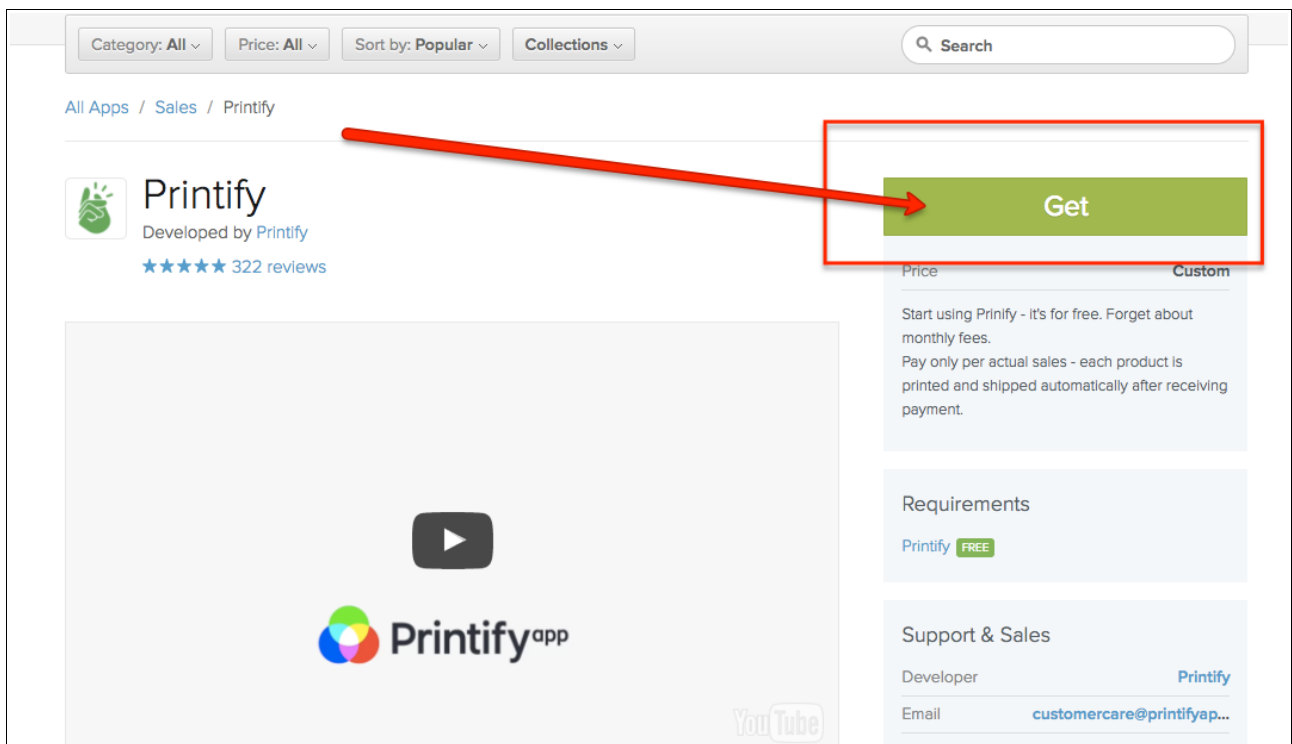 Category: All
Price: All
Sort by: Popular
Collections
Search
All Apps / Sales / Printify
Printify
Developed by Printify
322 reviews
Get
Price Custom
Start using Prinify - it's for free. Forget about
monthly fees.
Pay only per actual sales - each product is
printed and shipped automatically after receiving
payment.
Requirements
Printify FREE
Printify app
YouTube
Support & Sales
Developer Printify
Email customercare@printifyap...